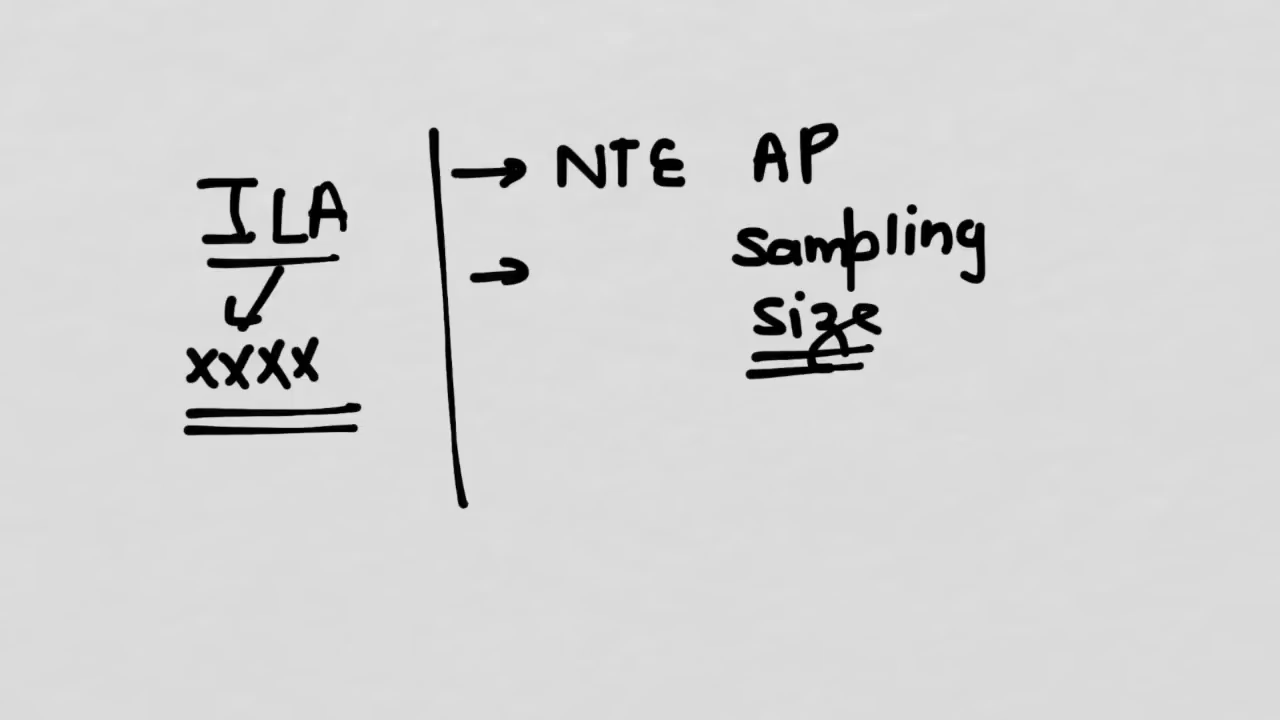 ILA
xxxx
→ NTE AP
→ Sampling
Size